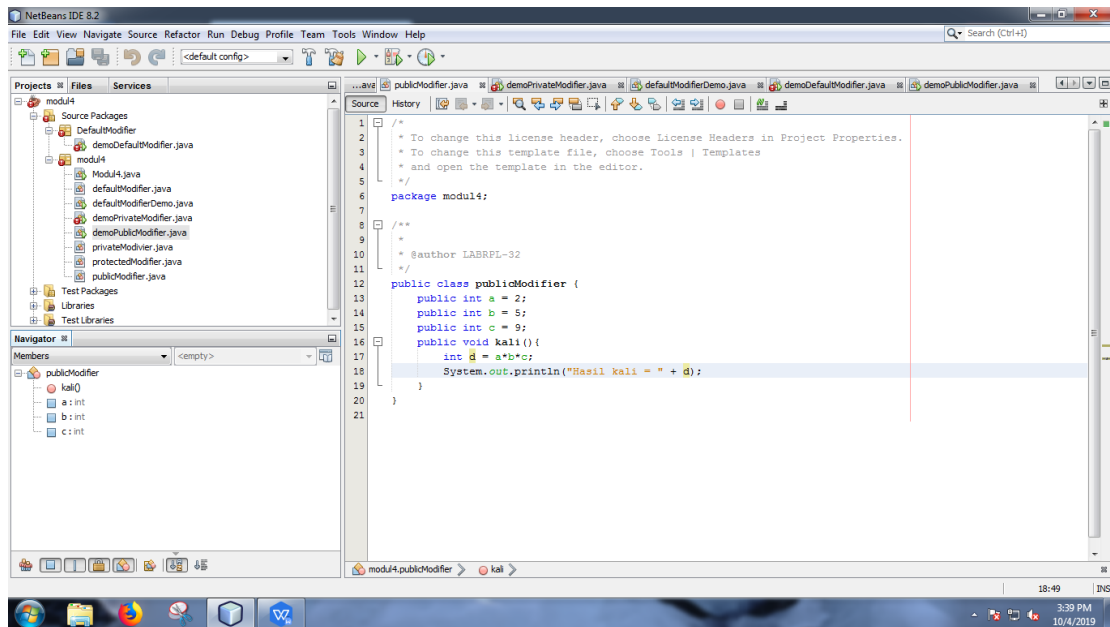 NetBeans IDE 8.2
File Edit View Navigate Source Refactor Run Debug Profile Team Tools Window Help
Search (Ctrl+I)
<default config>
Projects Files Services
modul4
Source Packages
DefaultModifier
demoDefaultModifier.java
modul4
Modul4.java
defaultModifier.java
defaultModifierDemo.java
demoPrivateModifier.java
demoPublicModifier.java
privateModivier.java
protectedModifier.java
publicModifier.java
Test Packages
Libraries
Test Libraries
Navigator
Members <empty>
publicModifier
kali()
a : int
b : int
c : int
...ava publicModifier.java demoPrivateModifier.java defaultModifierDemo.java demoDefaultModifier.java demoPublicModifier.java
Source History
1 /*
2 * To change this license header, choose License Headers in Project Properties.
3 * To change this template file, choose Tools | Templates
4 * and open the template in the editor.
5 */
6 package modul4;
7
8 /**
9 *
10 * @author LABRPL-32
11 */
12 public class publicModifier {
13 public int a = 2;
14 public int b = 5;
15 public int c = 9;
16 public void kali(){
17 int d = a*b*c;
18 System.out.println("Hasil kali = " + d);
19 }
20 }
21
modul4.publicModifier kali
18:49 INS
3:39 PM
10/4/2019